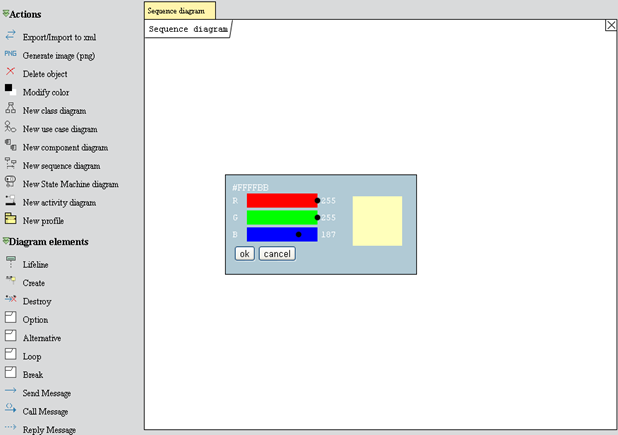 Actions
Export/Import to xml
PNG Generate image (png)
Delete object
Modify color
New class diagram
New use case diagram
New component diagram
New sequence diagram
New State Machine diagram
New activity diagram
New profile
Diagram elements
Lifeline
Create
Destroy
Option
Alternative
Loop
Break
Send Message
Call Message
Reply Message
Sequence diagram
Sequence diagram
#FFFFBB
R 255
G 255
B 187
ok cancel